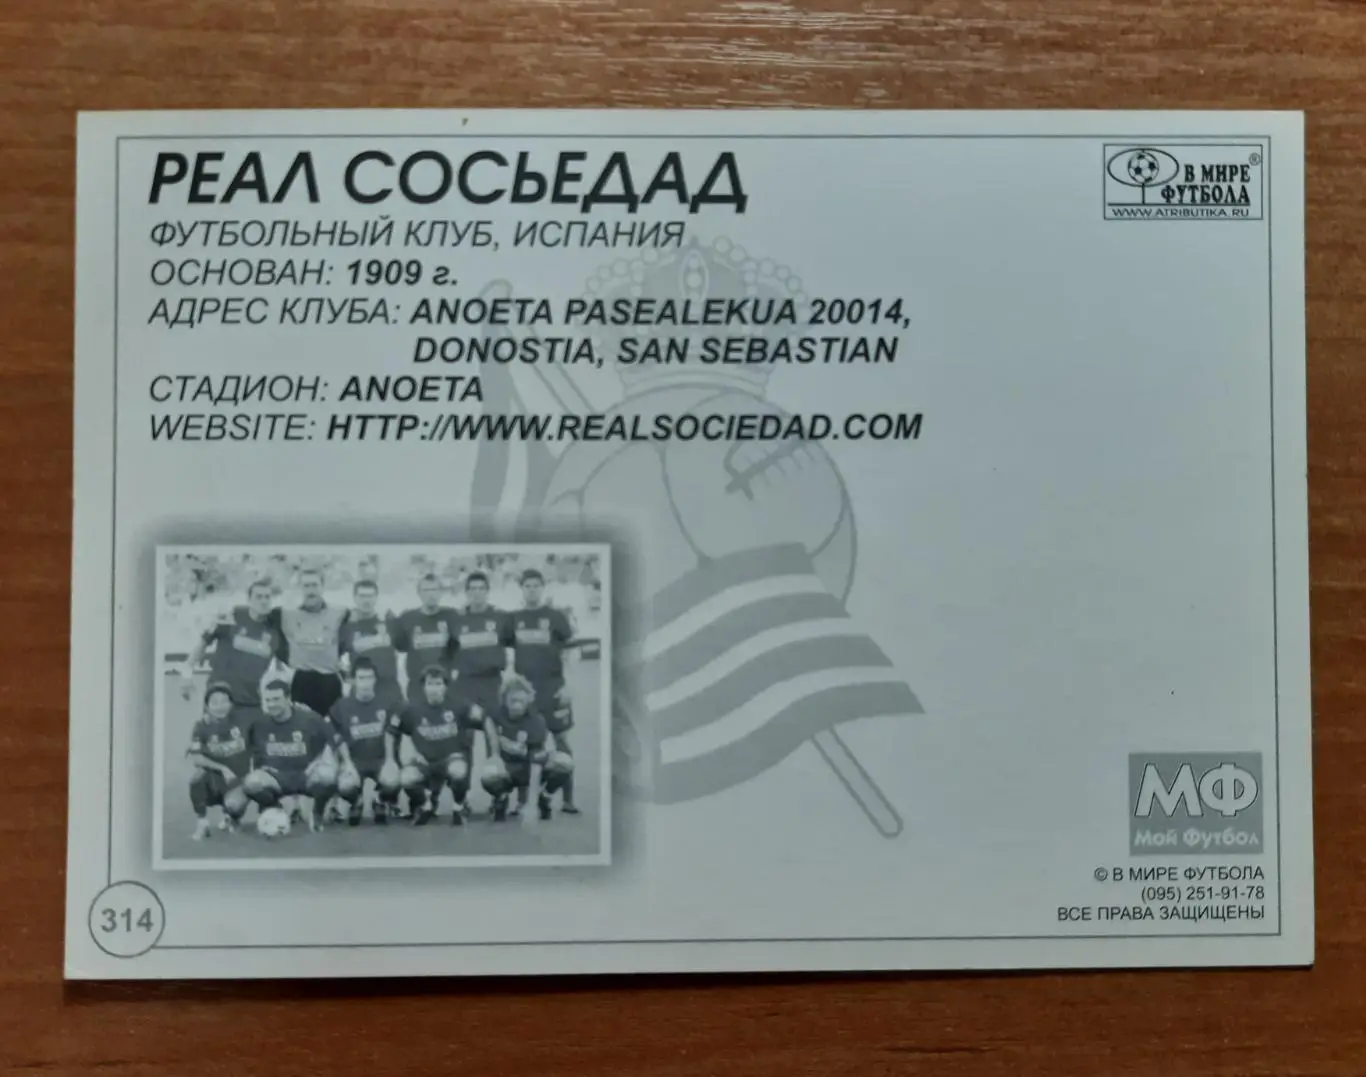 РЕАЛ СОСЬЕДАД
ФУТБОЛЬНЫЙ КЛУБ, ИСПАНИЯ
ОСНОВАН: 1909 г.
АДРЕС КЛУБА: ANOETA PASEALEKUA 20014,
DONOSTIA, SAN SEBASTIAN
СТАДИОН: ANOETA
WEBSITE: HTTP://WWW.REALSOCIEDAD.COM
В МИРЕ ®
ФУТБОЛА
WWW.ATRIBUTIKA.RU
МФ
Мой Футбол
© В МИРЕ ФУТБОЛА
(095) 251-91-78
ВСЕ ПРАВА ЗАЩИЩЕНЫ
314